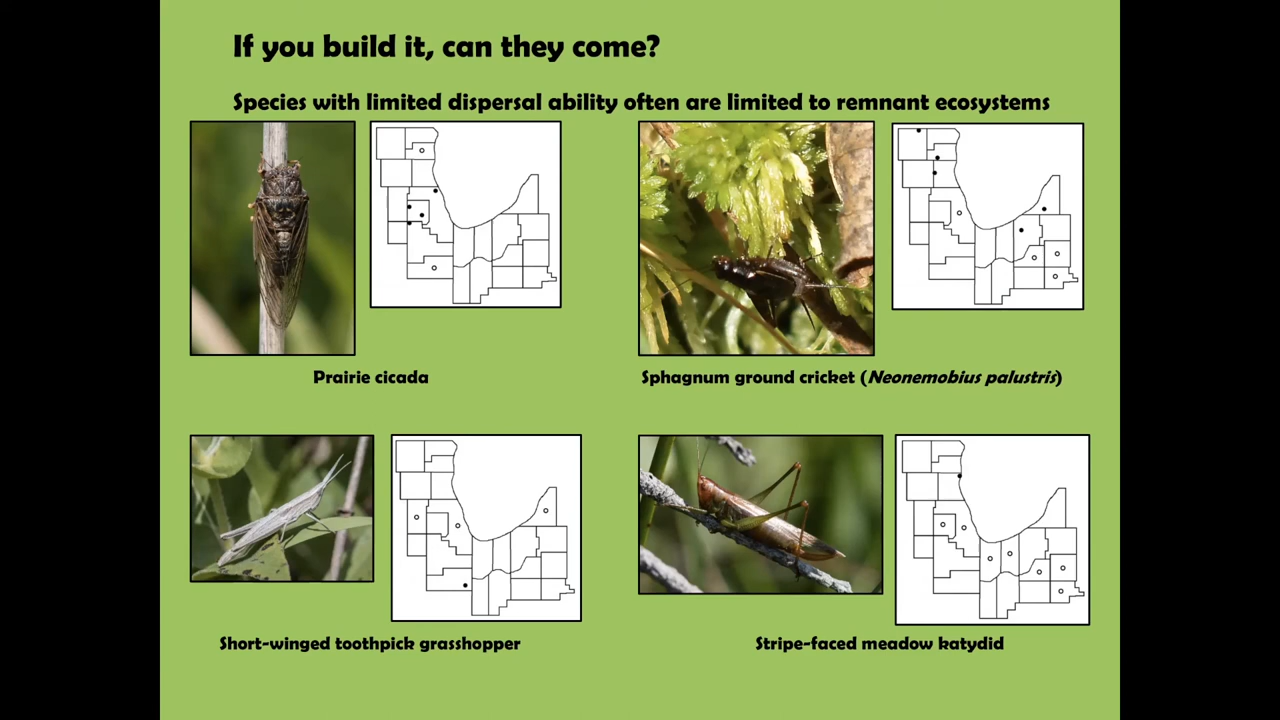 If you build it, can they come?
Species with limited dispersal ability often are limited to remnant ecosystems
Prairie cicada
Sphagnum ground cricket (Neonemobius palustris)
Short-winged toothpick grasshopper
Stripe-faced meadow katydid